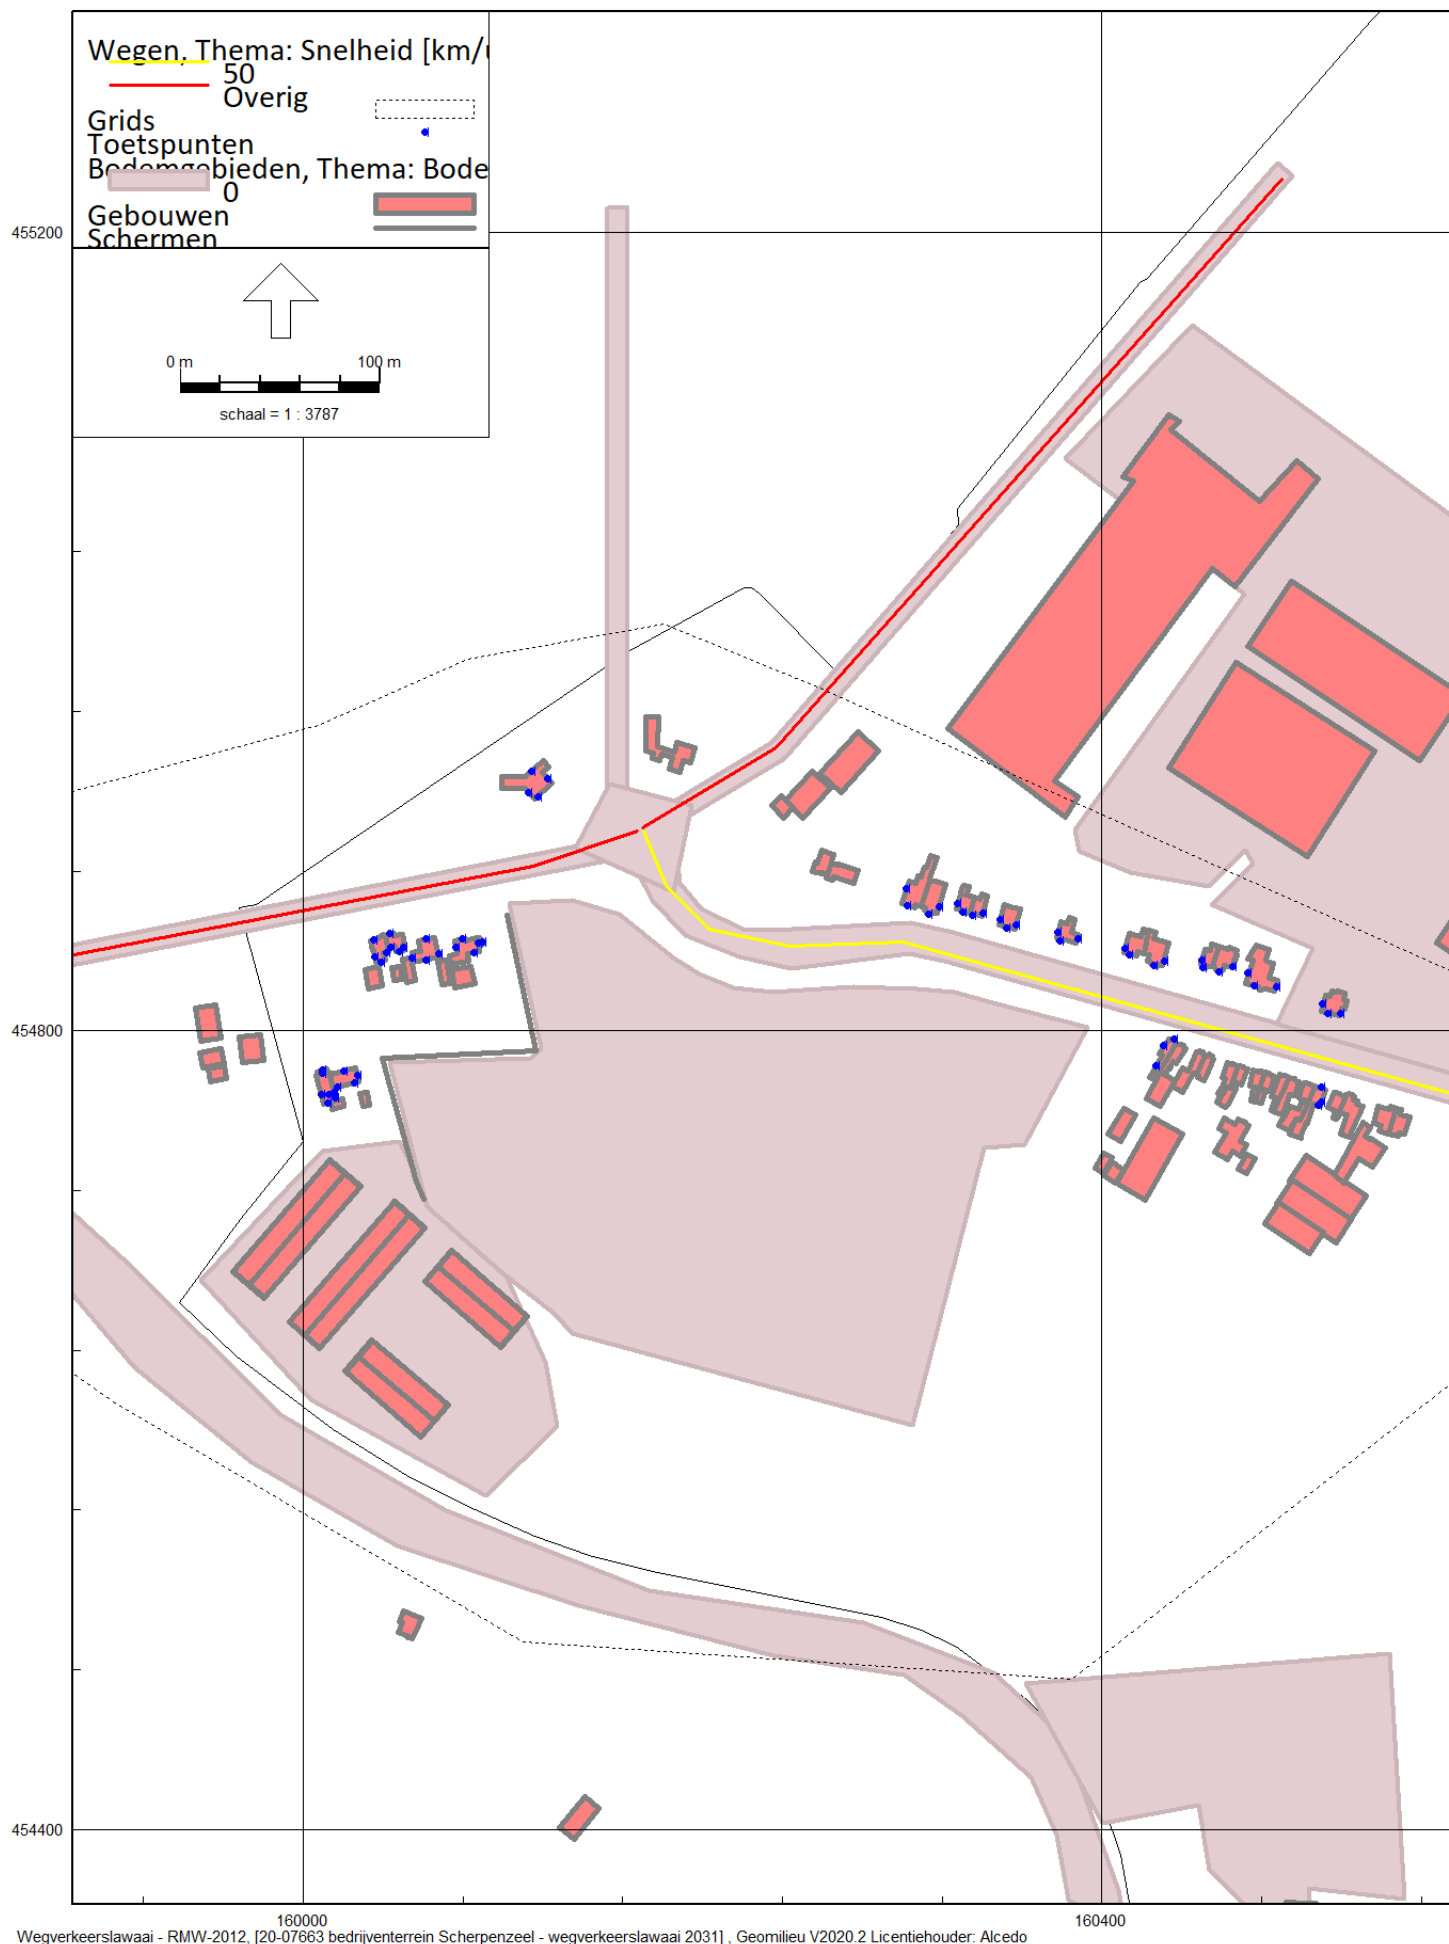 Wegen, Thema: Snelheid [km/
50
Overig
Grids
Toetspunten
Bodemgebieden, Thema: Bode
0
Gebouwen
Schermen
0 m 100 m
schaal = 1 : 3787
455200
454800
454400
160000 160400
Wegverkeerslawaai - RMW-2012, [20-07663 bedrijventerrein Scherpenzeel - wegverkeerslawaai 2031] , Geomilieu V2020.2 Licentiehouder: Alcedo